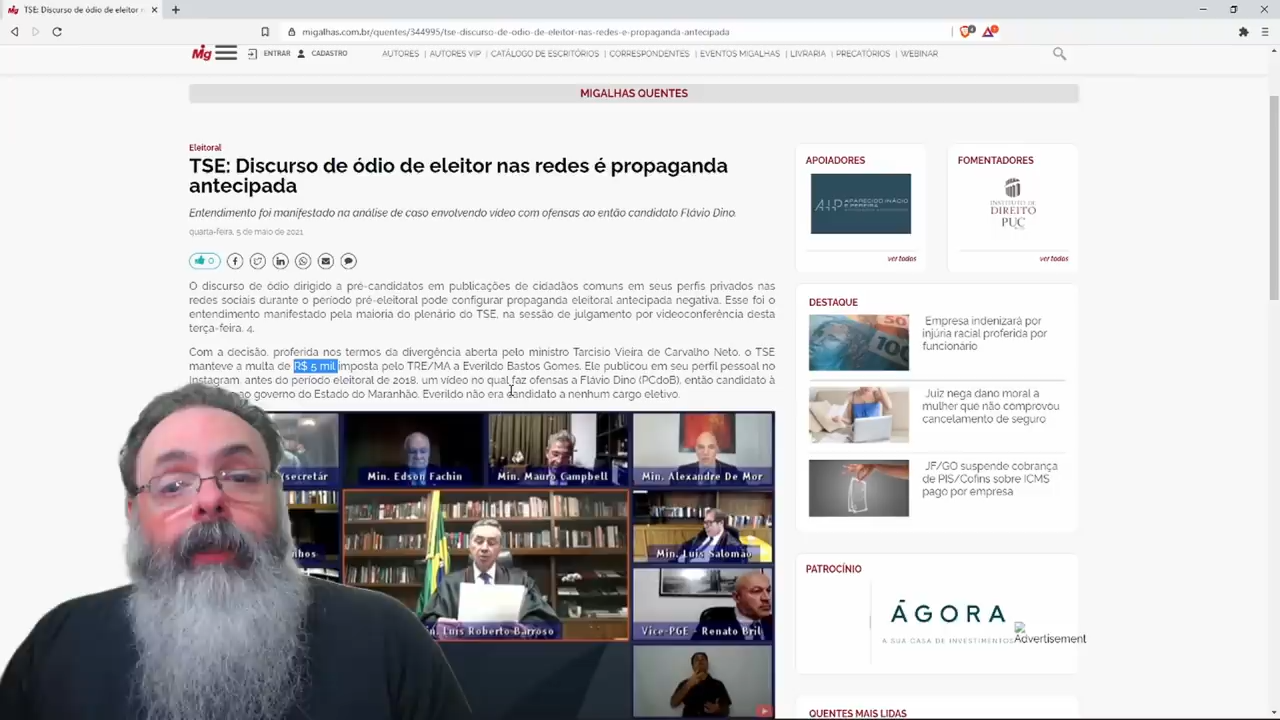 TSE: Discurso de ódio de eleitor n
migalhas.com.br/quentes/344995/tse-discurso-de-odio-de-eleitor-nas-redes-e-propaganda-antecipada
Mig
ENTRAR
CADASTRO
AUTORES | AUTORES VIP | CATÁLOGO DE ESCRITÓRIOS | CORRESPONDENTES | EVENTOS MIGALHAS | LIVRARIA | PRECATÓRIOS | WEBINAR
MIGALHAS QUENTES
Eleitoral
TSE: Discurso de ódio de eleitor nas redes é propaganda
antecipada
Entendimento foi manifestado na análise de caso envolvendo vídeo com ofensas ao então candidato Flávio Dino.
quarta-feira, 5 de maio de 2021
0
O discurso de ódio dirigido a pré-candidatos em publicações de cidadãos comuns em seus perfis privados nas
redes sociais durante o período pré-eleitoral pode configurar propaganda eleitoral antecipada negativa. Esse foi o
entendimento manifestado pela maioria do plenário do TSE, na sessão de julgamento por videoconferência desta
terça-feira, 4.
Com a decisão, proferida nos termos da divergência aberta pelo ministro Tarcisio Vieira de Carvalho Neto, o TSE
manteve a multa de R$ 5 mil imposta pelo TRE/MA a Everildo Bastos Gomes. Ele publicou em seu perfil pessoal no
Instagram, antes do período eleitoral de 2018, um vídeo no qual faz ofensas a Flávio Dino (PCdoB), então candidato à
ao governo do Estado do Maranhão. Everildo não era candidato a nenhum cargo eletivo.
(secretár
Min. Edson Fachin
Min. Mauro Campbell
Min. Alexandre De Mor
nhos
Min. Luis Salomão
n. Luis Roberto Barroso
Vice-PGE - Renato Bril
APOIADORES
APARECIDO INÁCIO
E PEREIRA
ver todos
FOMENTADORES
INSTITUTO DE
DIREITO
PUC
ver todos
DESTAQUE
Empresa indenizará por
injúria racial proferida por
funcionário
Juiz nega dano moral a
mulher que não comprovou
cancelamento de seguro
JF/GO suspende cobrança
de PIS/Cofins sobre ICMS
pago por empresa
PATROCÍNIO
ÁGORA
A SUA CASA DE INVESTIMENTOS
Advertisement
QUENTES MAIS LIDAS